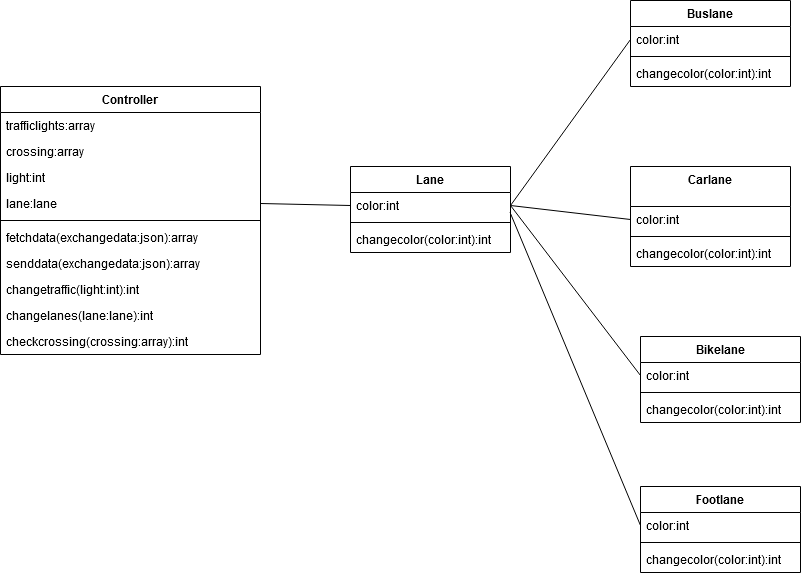 Controller
trafficlights:array
crossing:array
light:int
lane:lane
fetchdata(exchangedata:json):array
senddata(exchangedata:json):array
changetraffic(light:int):int
changelanes(lane:lane):int
checkcrossing(crossing:array):int
Lane
color:int
changecolor(color:int):int
Buslane
color:int
changecolor(color:int):int
Carlane
color:int
changecolor(color:int):int
Bikelane
color:int
changecolor(color:int):int
Footlane
color:int
changecolor(color:int):int